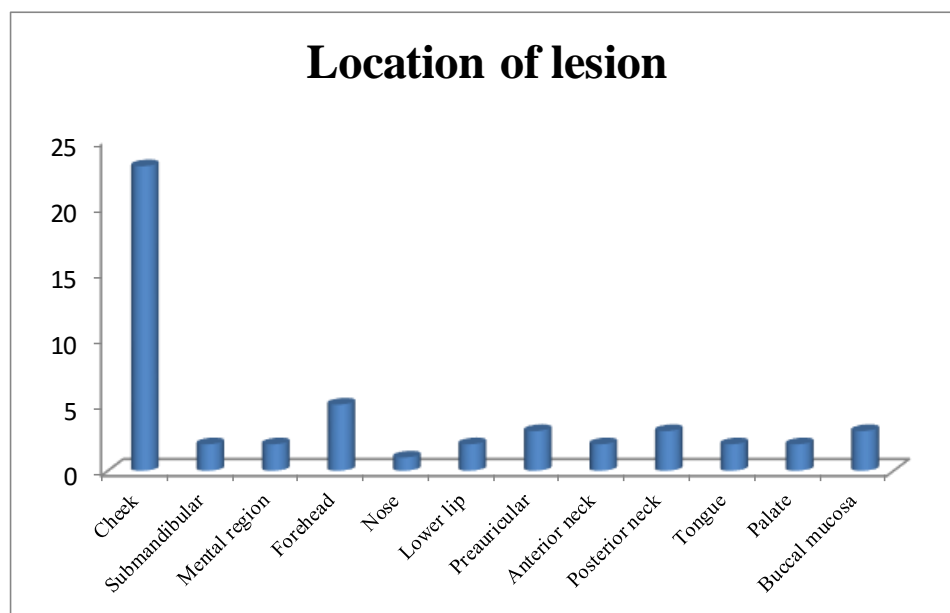 Location of lesion
25
20
15
10
5
0
Cheek
Submandibular
Mental region
Forehead
Nose
Lower lip
Preauricular
Anterior neck
Posterior neck
Tongue
Palate
Buccal mucosa